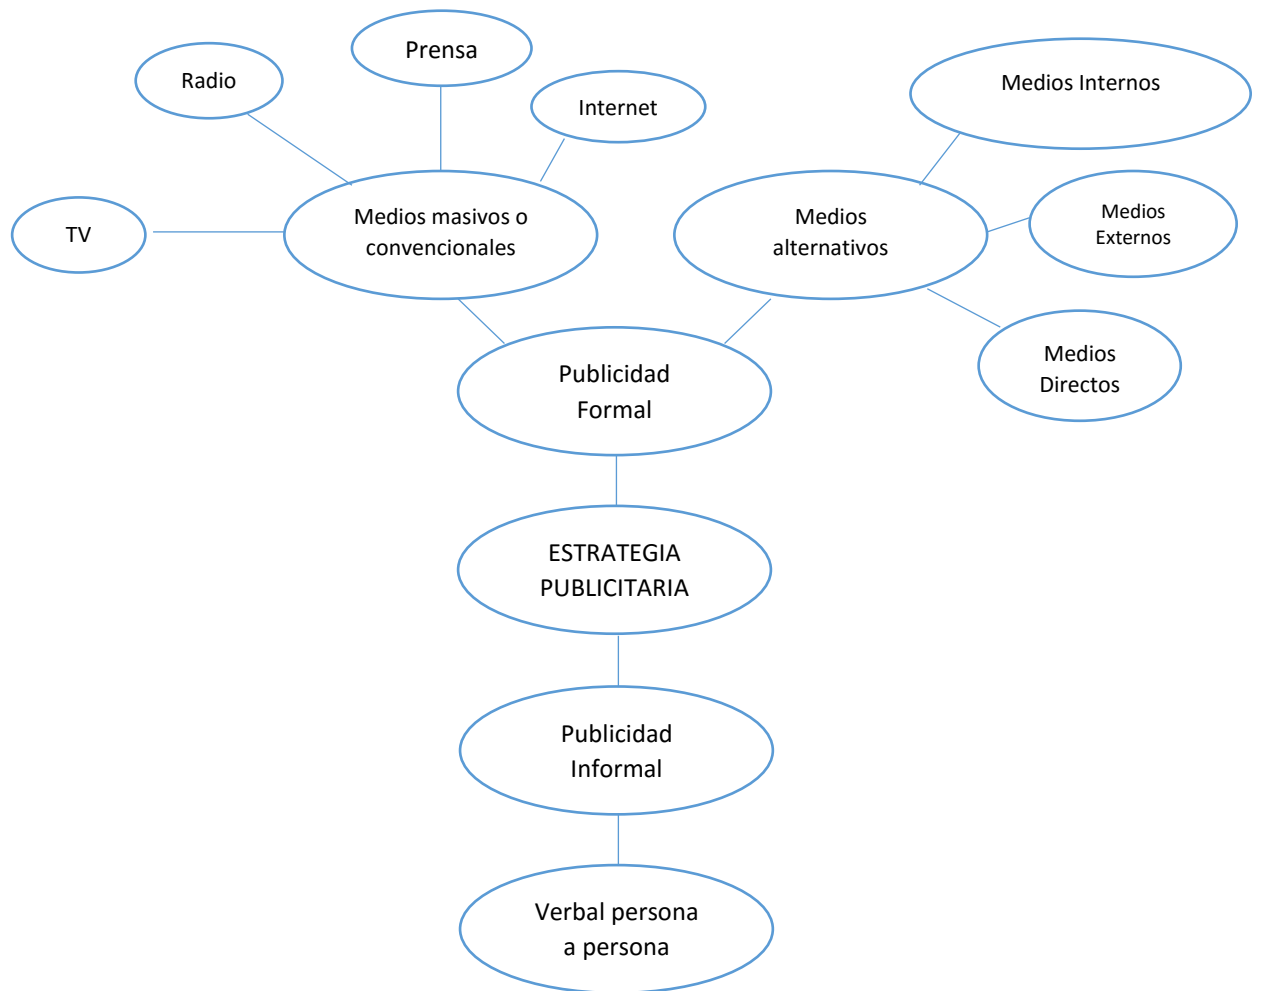 Prensa
Radio
Internet
Medios Internos
TV
Medios masivos o
convencionales
Medios
alternativos
Medios
Externos
Medios
Directos
Publicidad
Formal
ESTRATEGIA
PUBLICITARIA
Publicidad
Informal
Verbal persona
a persona